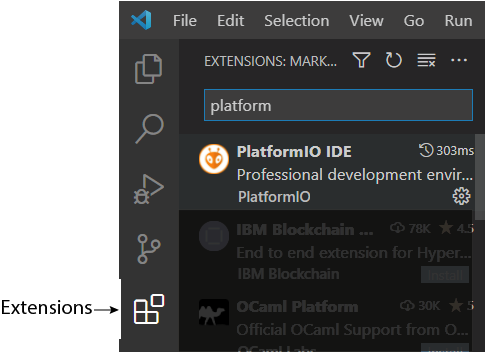 File Edit Selection View Go Run
EXTENSIONS: MARK...
platform
PlatformIO IDE 303ms
Professional development envir...
PlatformIO
IBM Blockchain ... 78K 4.5
End to end extension for Hyper...
IBM Blockchain Install
Extensions
OCaml Platform 30K 5
Official OCaml Support from O...
OCaml Labs